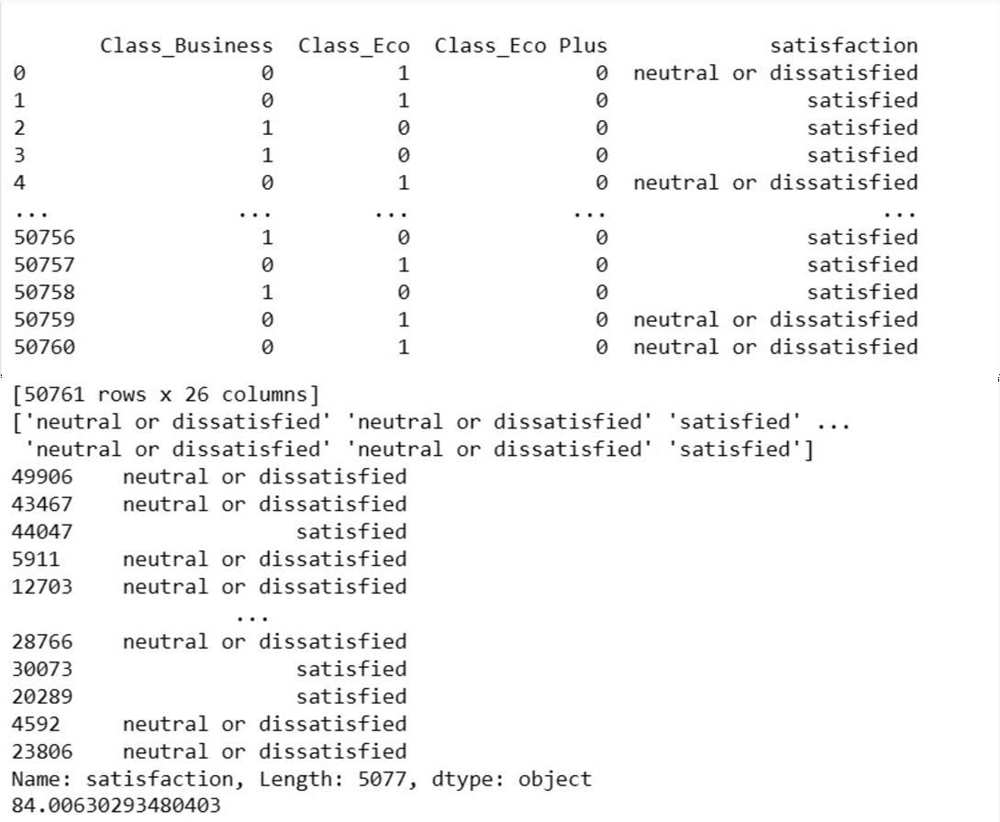 Class_Business Class_Eco Class_Eco Plus satisfaction
0 0 1 0 neutral or dissatisfied
1 0 1 0 satisfied
2 1 0 0 satisfied
3 1 0 0 satisfied
4 0 1 0 neutral or dissatisfied
... ... ... ... ...
50756 1 0 0 satisfied
50757 0 1 0 satisfied
50758 1 0 0 satisfied
50759 0 1 0 neutral or dissatisfied
50760 0 1 0 neutral or dissatisfied
[50761 rows x 26 columns]
['neutral or dissatisfied' 'neutral or dissatisfied' 'satisfied' ...
'neutral or dissatisfied' 'neutral or dissatisfied' 'satisfied']
49906 neutral or dissatisfied
43467 neutral or dissatisfied
44047 satisfied
5911 neutral or dissatisfied
12703 neutral or dissatisfied
...
28766 neutral or dissatisfied
30073 satisfied
20289 satisfied
4592 neutral or dissatisfied
23806 neutral or dissatisfied
Name: satisfaction, Length: 5077, dtype: object
84.00630293480403